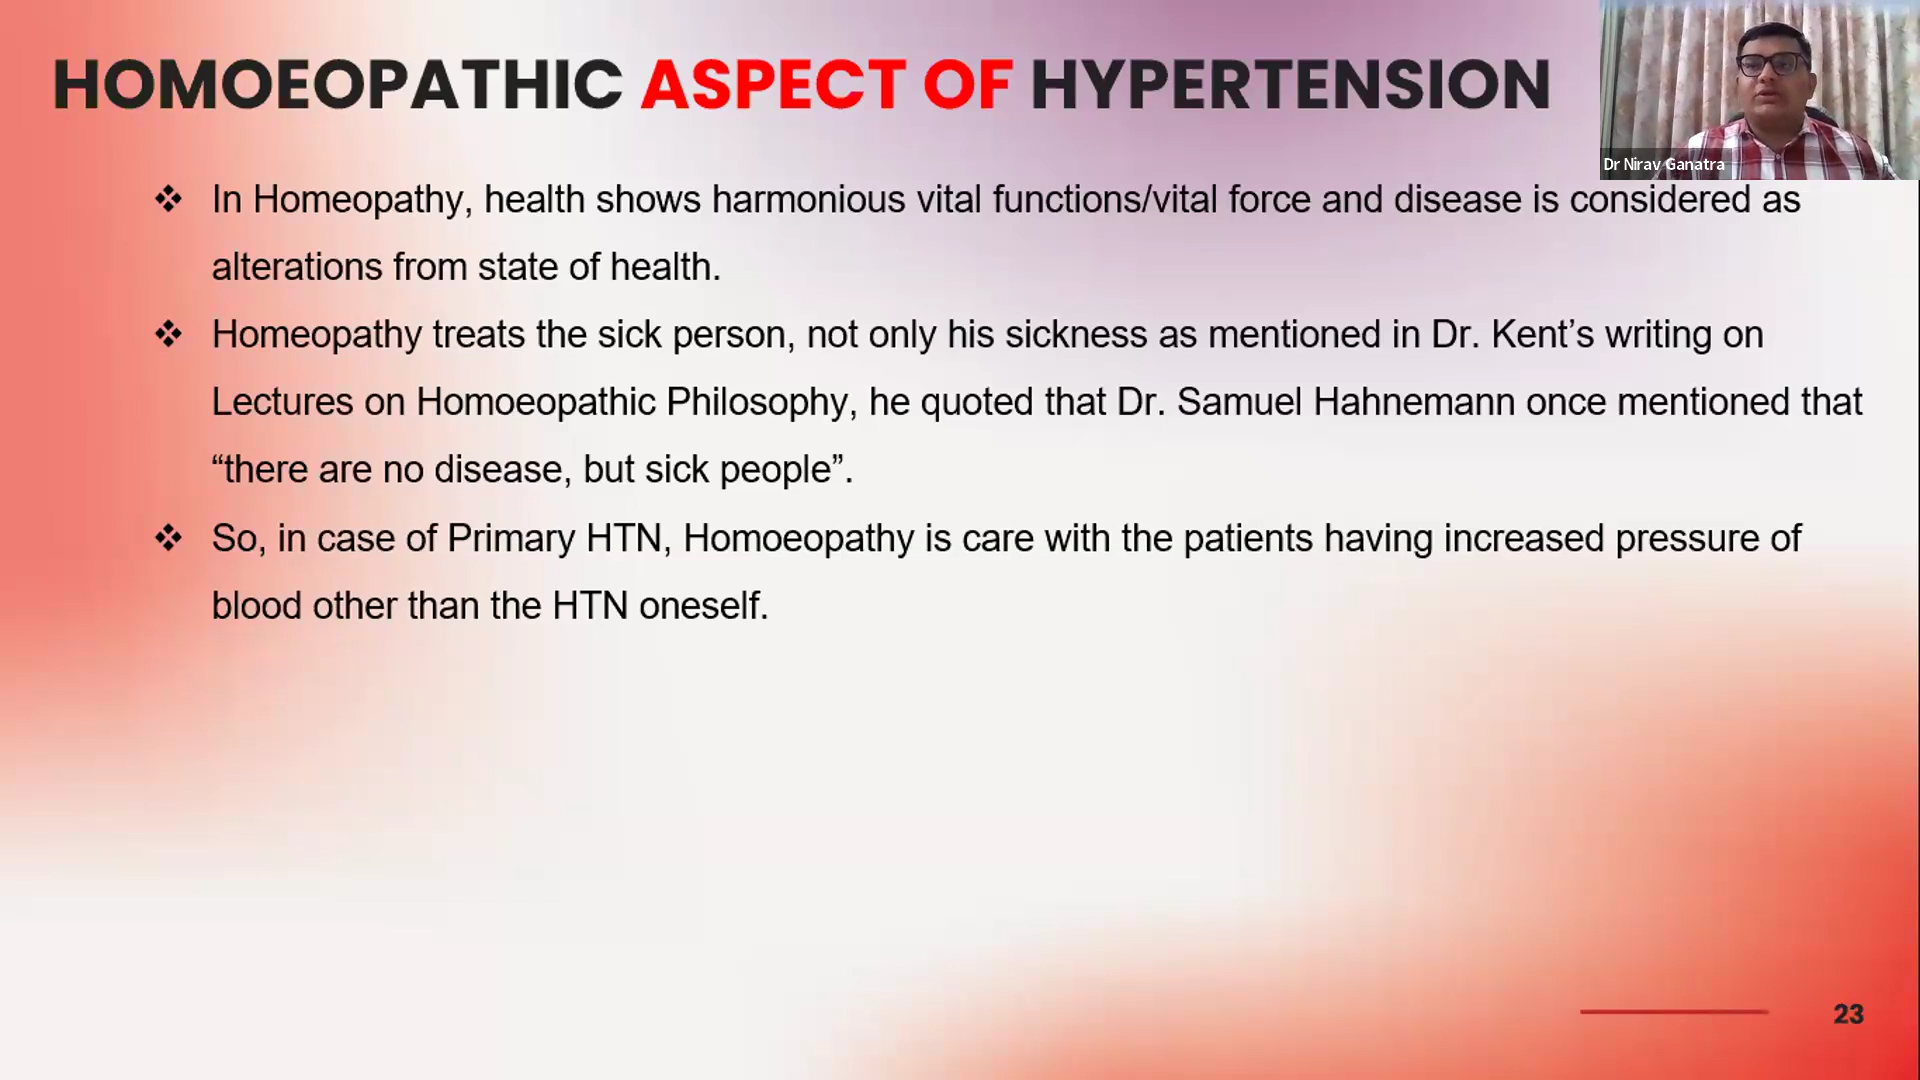 HOMOEOPATHIC ASPECT OF HYPERTENSION
Dr Nirav Ganatra
❖ In Homeopathy, health shows harmonious vital functions/vital force and disease is considered as
alterations from state of health.
❖ Homeopathy treats the sick person, not only his sickness as mentioned in Dr. Kent’s writing on
Lectures on Homoeopathic Philosophy, he quoted that Dr. Samuel Hahnemann once mentioned that
“there are no disease, but sick people”.
❖ So, in case of Primary HTN, Homoeopathy is care with the patients having increased pressure of
blood other than the HTN oneself.
23